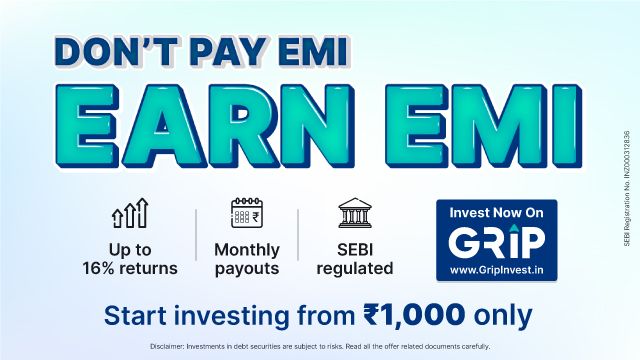 DON'T PAY EMI
EARN EMI
Up to
16% returns
Monthly
payouts
SEBI
regulated
Invest Now On
GRIP
www.GripInvest.in
Start investing from ₹1,000 only
Disclaimer: Investments in debt securities are subject to risks. Read all the offer related documents carefully.
SEBI Registration No. INZ000312836